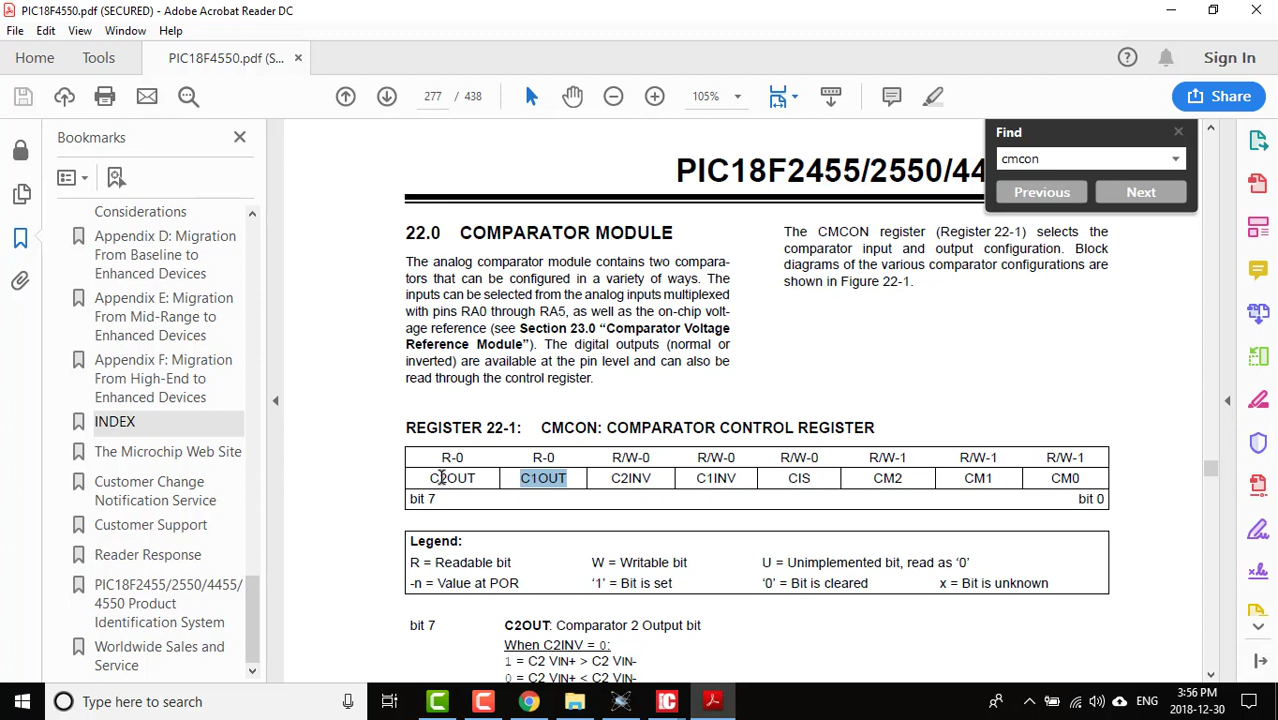 PIC18F4550.pdf (SECURED) - Adobe Acrobat Reader DC
File Edit View Window Help
Home Tools PIC18F4550.pdf (S... ×
Sign In
277 / 438
105%
Share
Bookmarks
Considerations
Appendix D: Migration
From Baseline to
Enhanced Devices
Appendix E: Migration
From Mid-Range to
Enhanced Devices
Appendix F: Migration
From High-End to
Enhanced Devices
INDEX
The Microchip Web Site
Customer Change
Notification Service
Customer Support
Reader Response
PIC18F2455/2550/4455/
4550 Product
Identification System
Worldwide Sales and
Service
Find
cmcon
Previous Next
PIC18F2455/2550/44
22.0 COMPARATOR MODULE
The analog comparator module contains two compara-
tors that can be configured in a variety of ways. The
inputs can be selected from the analog inputs multiplexed
with pins RA0 through RA5, as well as the on-chip volt-
age reference (see Section 23.0 “Comparator Voltage
Reference Module”). The digital outputs (normal or
inverted) are available at the pin level and can also be
read through the control register.
The CMCON register (Register 22-1) selects the
comparator input and output configuration. Block
diagrams of the various comparator configurations are
shown in Figure 22-1.
REGISTER 22-1: CMCON: COMPARATOR CONTROL REGISTER
R-0 R-0 R/W-0 R/W-0 R/W-0 R/W-1 R/W-1 R/W-1
C2OUT C1OUT C2INV C1INV CIS CM2 CM1 CM0
bit 7 bit 0
Legend:
R = Readable bit W = Writable bit U = Unimplemented bit, read as ‘0’
-n = Value at POR ‘1’ = Bit is set ‘0’ = Bit is cleared x = Bit is unknown
bit 7 C2OUT: Comparator 2 Output bit
When C2INV = 0:
1 = C2 VIN+ > C2 VIN-
0 = C2 VIN+ < C2 VIN-
Type here to search
ENG
3:56 PM
2018-12-30